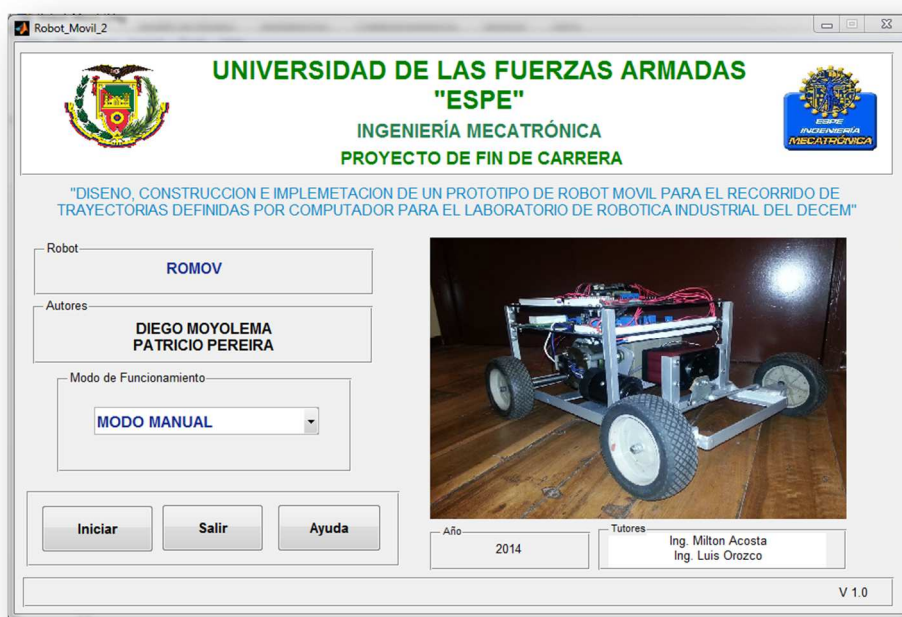 Robot_Movil_2
UNIVERSIDAD DE LAS FUERZAS ARMADAS
"ESPE"
INGENIERÍA MECATRÓNICA
PROYECTO DE FIN DE CARRERA
ESPE
INGENIERÍA
MECATRÓNICA
"DISENO, CONSTRUCCION E IMPLEMETACION DE UN PROTOTIPO DE ROBOT MOVIL PARA EL RECORRIDO DE
TRAYECTORIAS DEFINIDAS POR COMPUTADOR PARA EL LABORATORIO DE ROBOTICA INDUSTRIAL DEL DECEM"
Robot
ROMOV
Autores
DIEGO MOYOLEMA
PATRICIO PEREIRA
Modo de Funcionamiento
MODO MANUAL
Iniciar
Salir
Ayuda
Año
2014
Tutores
Ing. Milton Acosta
Ing. Luis Orozco
V 1.0